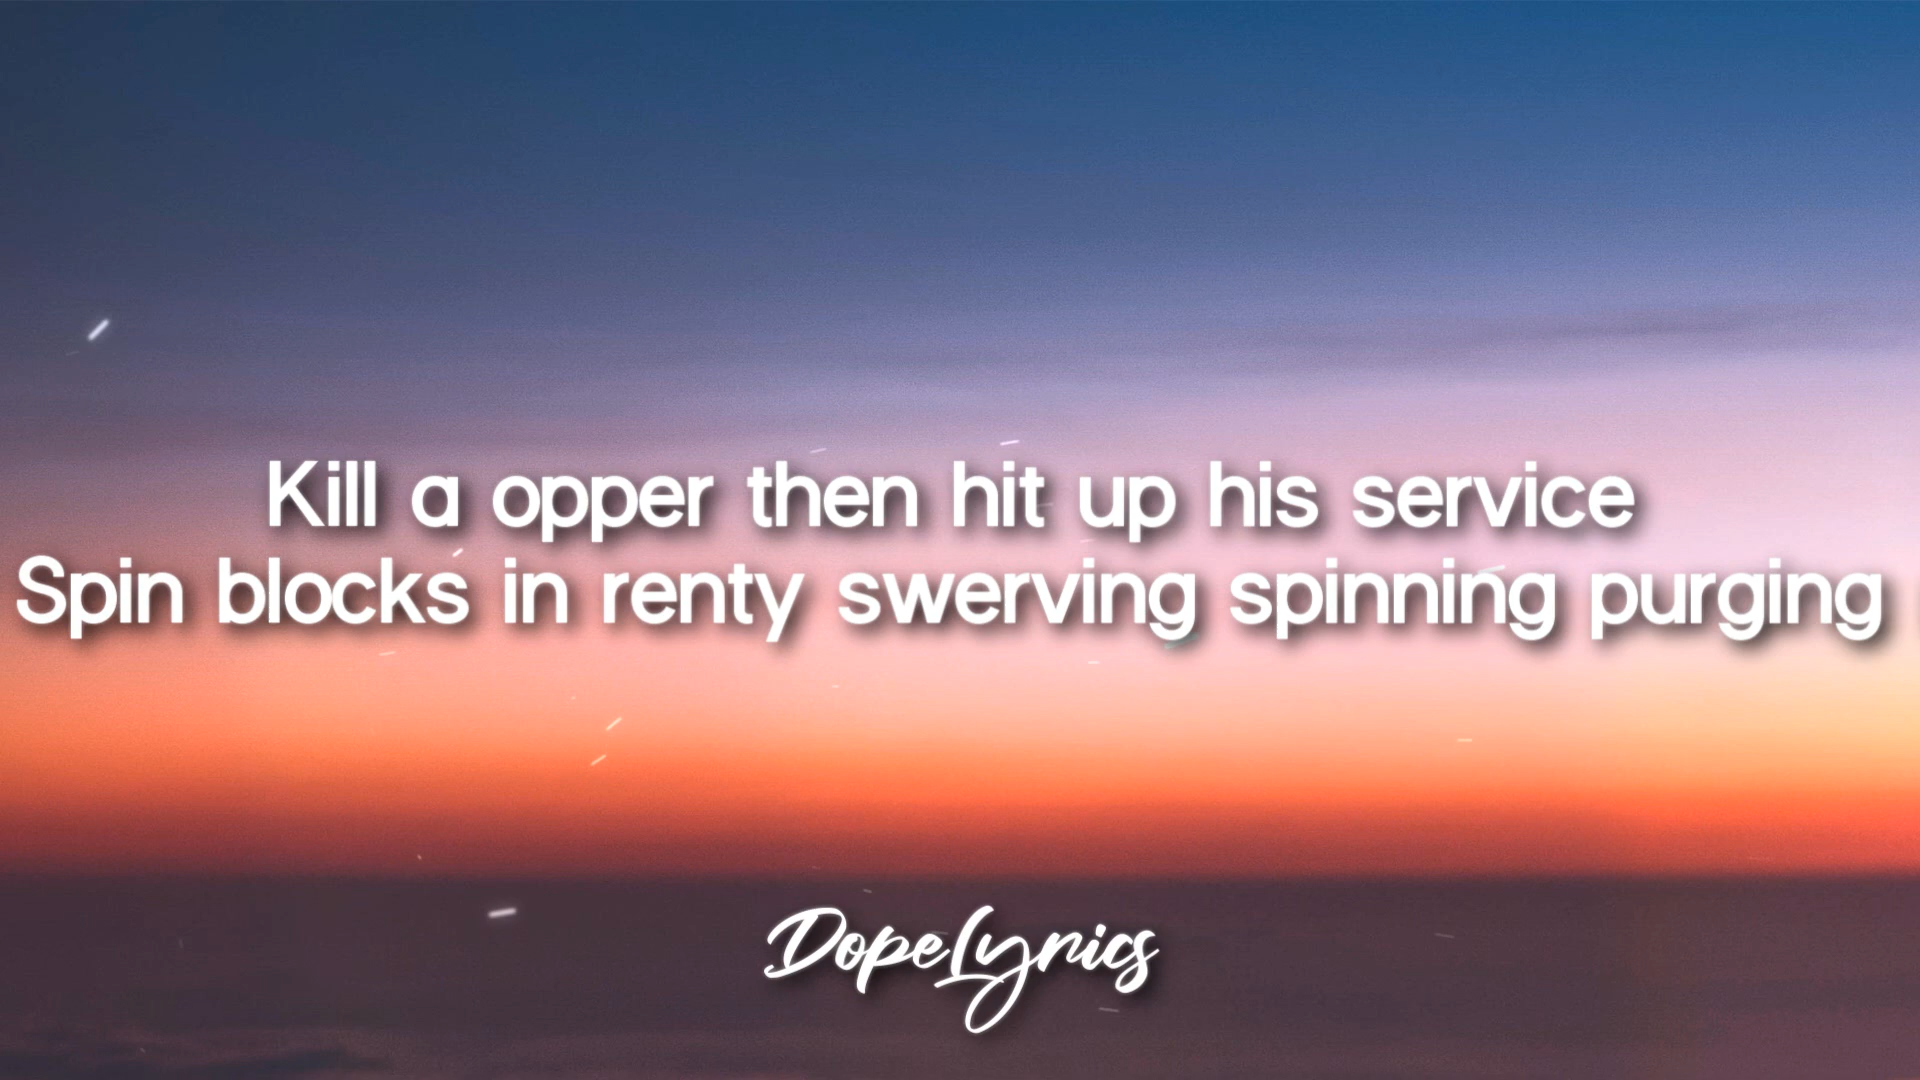 Kill a opper then hit up his service
Spin blocks in renty swerving spinning purging
DopeLyrics